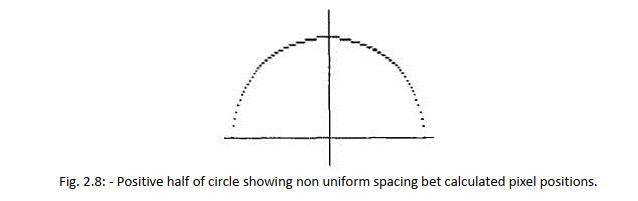 Fig. 2.8: - Positive half of circle showing non uniform spacing bet calculated pixel positions.